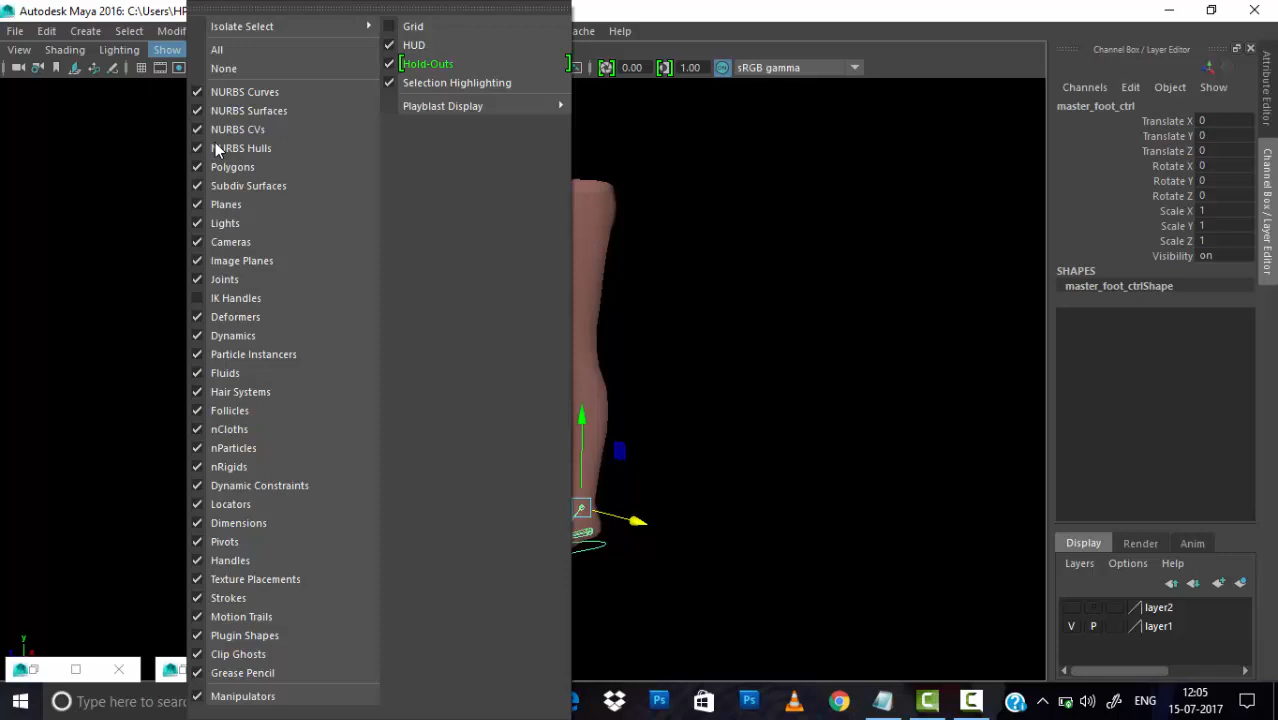 Autodesk Maya 2016: C:\Users\HP
File Edit Create Select Modif
ache Help
View Shading Lighting Show
0.00 1.00 sRGB gamma
Isolate Select
All
None
NURBS Curves
NURBS Surfaces
NURBS CVs
NURBS Hulls
Polygons
Subdiv Surfaces
Planes
Lights
Cameras
Image Planes
Joints
IK Handles
Deformers
Dynamics
Particle Instancers
Fluids
Hair Systems
Follicles
nCloths
nParticles
nRigids
Dynamic Constraints
Locators
Dimensions
Pivots
Handles
Texture Placements
Strokes
Motion Trails
Plugin Shapes
Clip Ghosts
Grease Pencil
Manipulators
Grid
HUD
Hold-Outs
Selection Highlighting
Playblast Display
Channel Box / Layer Editor
Channels Edit Object Show
master_foot_ctrl
Translate X 0
Translate Y 0
Translate Z 0
Rotate X 0
Rotate Y 0
Rotate Z 0
Scale X 1
Scale Y 1
Scale Z 1
Visibility on
SHAPES
master_foot_ctrlShape
Display Render Anim
Layers Options Help
P layer2
V P layer1
Attribute Editor
Channel Box / Layer Editor
y
Type here to search
Ps Ps
ENG
12:05
15-07-2017